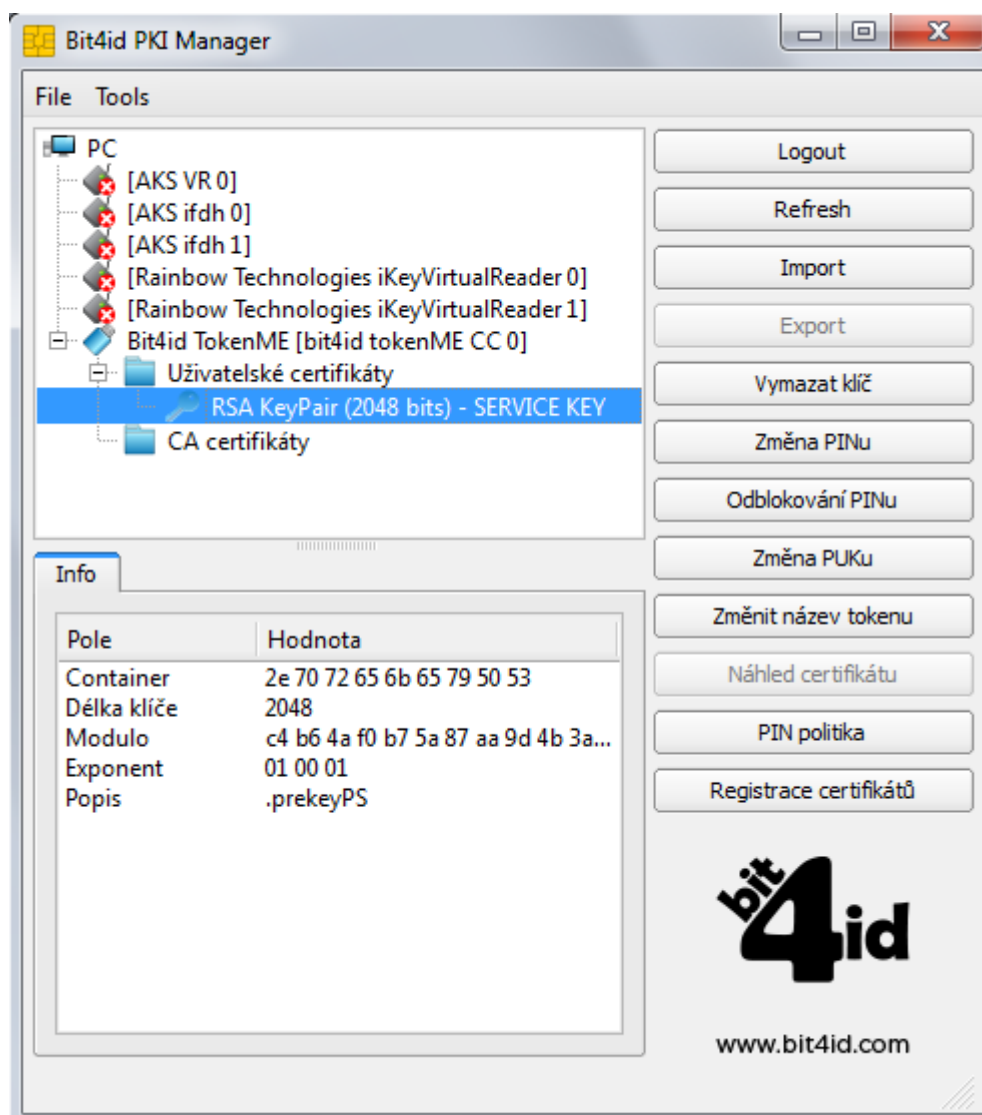 Bit4id PKI Manager
File Tools
PC
[AKS VR 0]
[AKS ifdh 0]
[AKS ifdh 1]
[Rainbow Technologies iKeyVirtualReader 0]
[Rainbow Technologies iKeyVirtualReader 1]
Bit4id TokenME [bit4id tokenME CC 0]
Uživatelské certifikáty
RSA KeyPair (2048 bits) - SERVICE KEY
CA certifikáty
Logout
Refresh
Import
Export
Vymazat klíč
Změna PINu
Odblokování PINu
Změna PUKu
Změnit název tokenu
Náhled certifikátu
PIN politika
Registrace certifikátů
Info
Pole Hodnota
Container 2e 70 72 65 6b 65 79 50 53
Délka klíče 2048
Modulo c4 b6 4a f0 b7 5a 87 aa 9d 4b 3a...
Exponent 01 00 01
Popis .prekeyPS
bit4id
www.bit4id.com